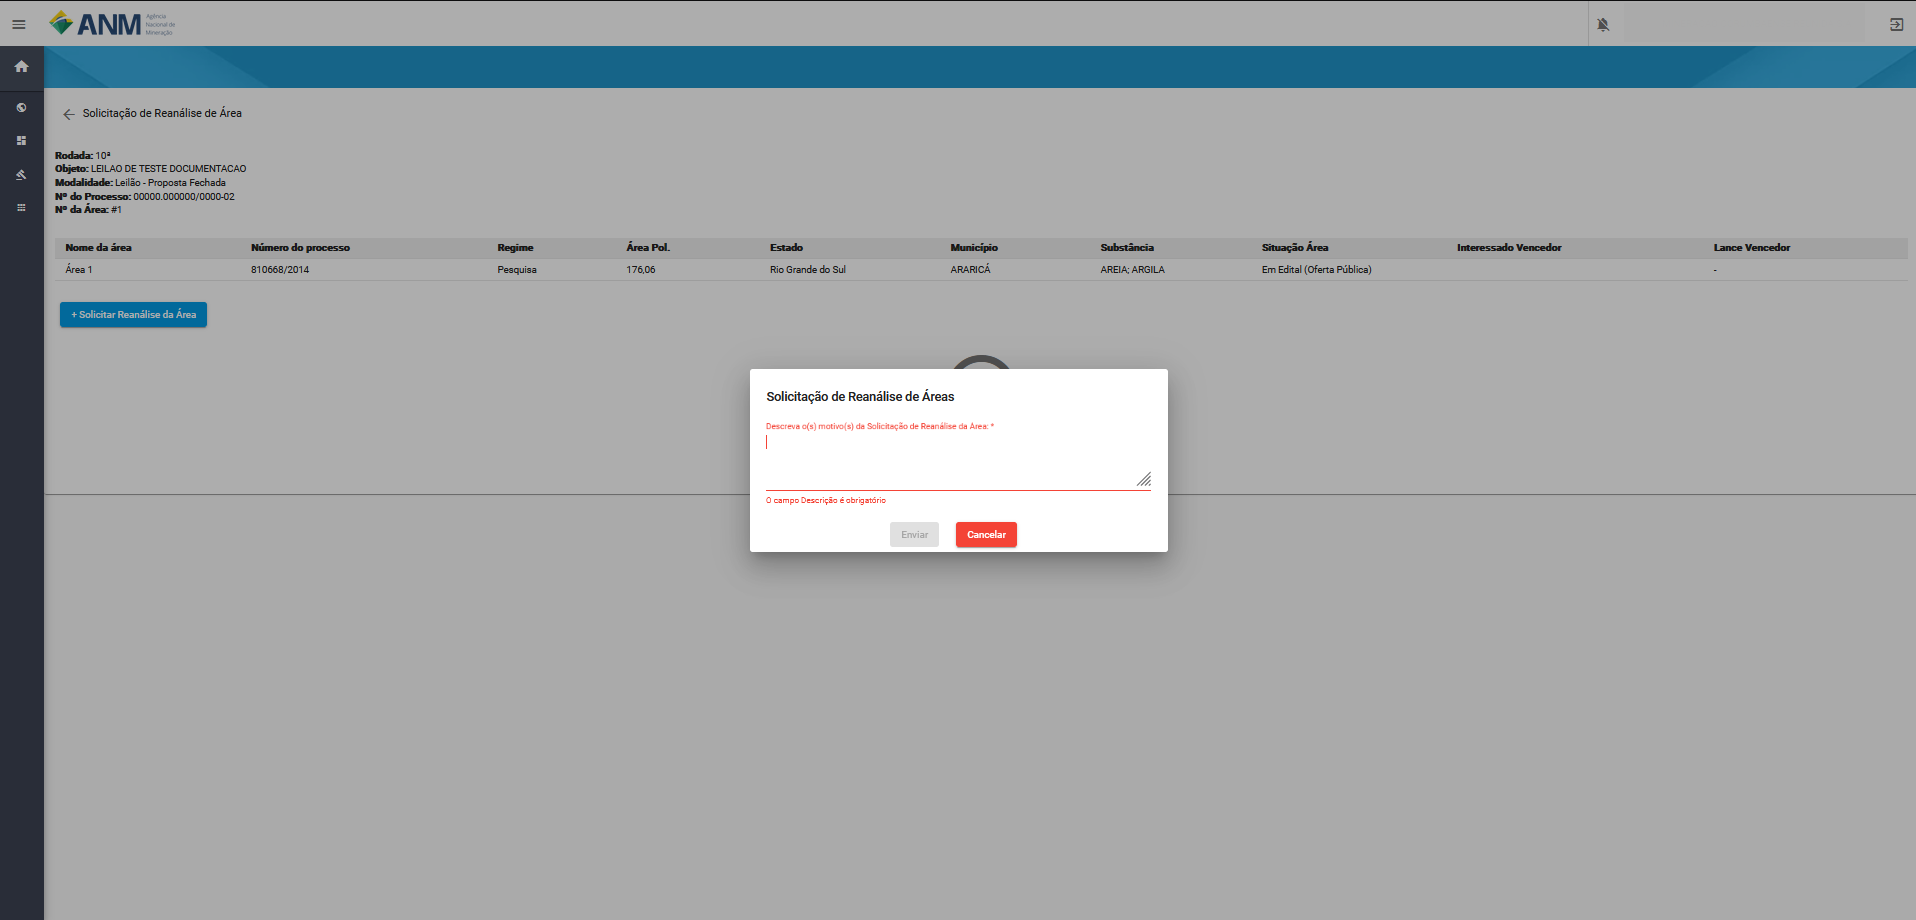 ANM Agência
Nacional de
Mineração
Solicitação de Reanálise de Área
Rodada: 10ª
Objeto: LEILAO DE TESTE DOCUMENTACAO
Modalidade: Leilão - Proposta Fechada
Nº do Processo: 00000.000000/0000-02
Nº da Área: #1
Nome da área Número do processo Regime Área Pol. Estado Município Substância Situação Área Interessado Vencedor Lance Vencedor
Área 1 810668/2014 Pesquisa 176,06 Rio Grande do Sul ARARICÁ AREIA; ARGILA Em Edital (Oferta Pública) -
+ Solicitar Reanálise da Área
Solicitação de Reanálise de Áreas
Descreva o(s) motivo(s) da Solicitação de Reanálise da Área: *
O campo Descrição é obrigatório
Enviar Cancelar